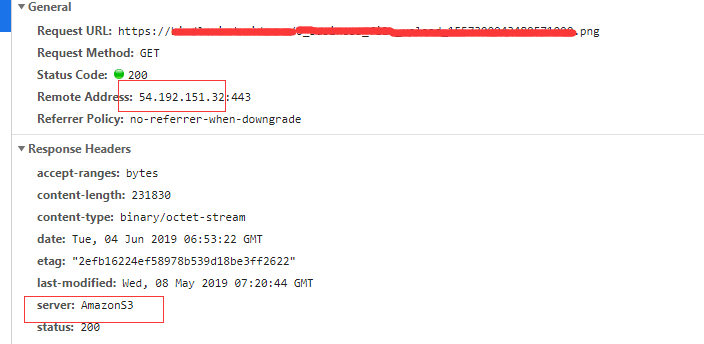 General
Request URL: https:// .png
Request Method: GET
Status Code: 200
Remote Address: 54.192.151.32:443
Referrer Policy: no-referrer-when-downgrade
Response Headers
accept-ranges: bytes
content-length: 231830
content-type: binary/octet-stream
date: Tue, 04 Jun 2019 06:53:22 GMT
etag: "2efb16224ef58978b539d18be3ff2622"
last-modified: Wed, 08 May 2019 07:20:44 GMT
server: AmazonS3
status: 200